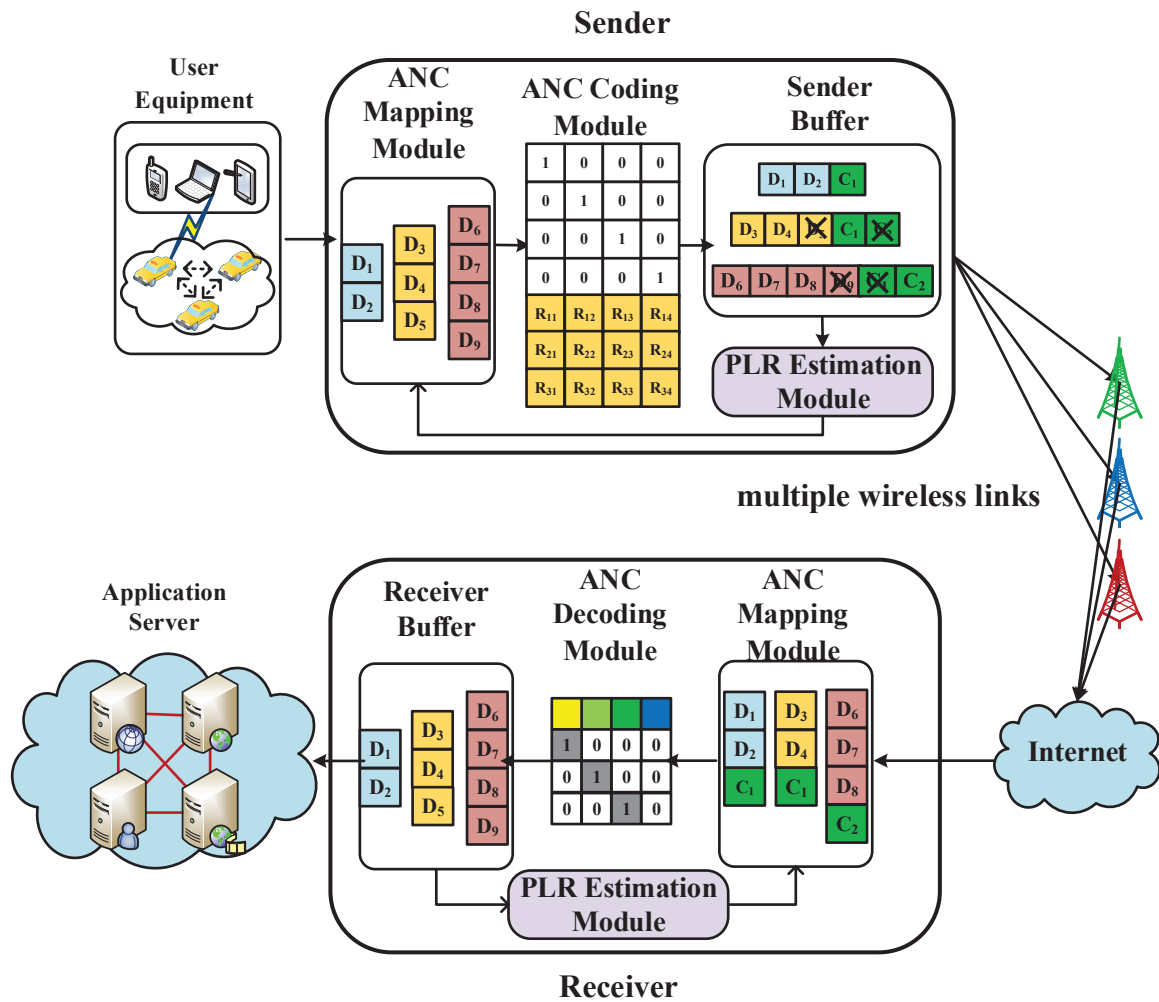 Sender
User
Equipment
ANC
Mapping
Module
ANC Coding
Module
Sender
Buffer
D1
D2
D3
D4
D5
D6
D7
D8
D9
1 0 0 0
0 1 0 0
0 0 1 0
0 0 0 1
R11 R12 R13 R14
R21 R22 R23 R24
R31 R32 R33 R34
D1 D2 C1
D3 D4 D5 C1 C2
D6 D7 D8 D9 C1 C2
PLR Estimation
Module
multiple wireless links
Application
Server
Receiver
Buffer
ANC
Decoding
Module
ANC
Mapping
Module
D1
D2
D3
D4
D5
D6
D7
D8
D9
1 0 0 0
0 1 0 0
0 0 1 0
D1
D2
C1
D3
D4
C1
D6
D7
D8
C2
Internet
PLR Estimation
Module
Receiver